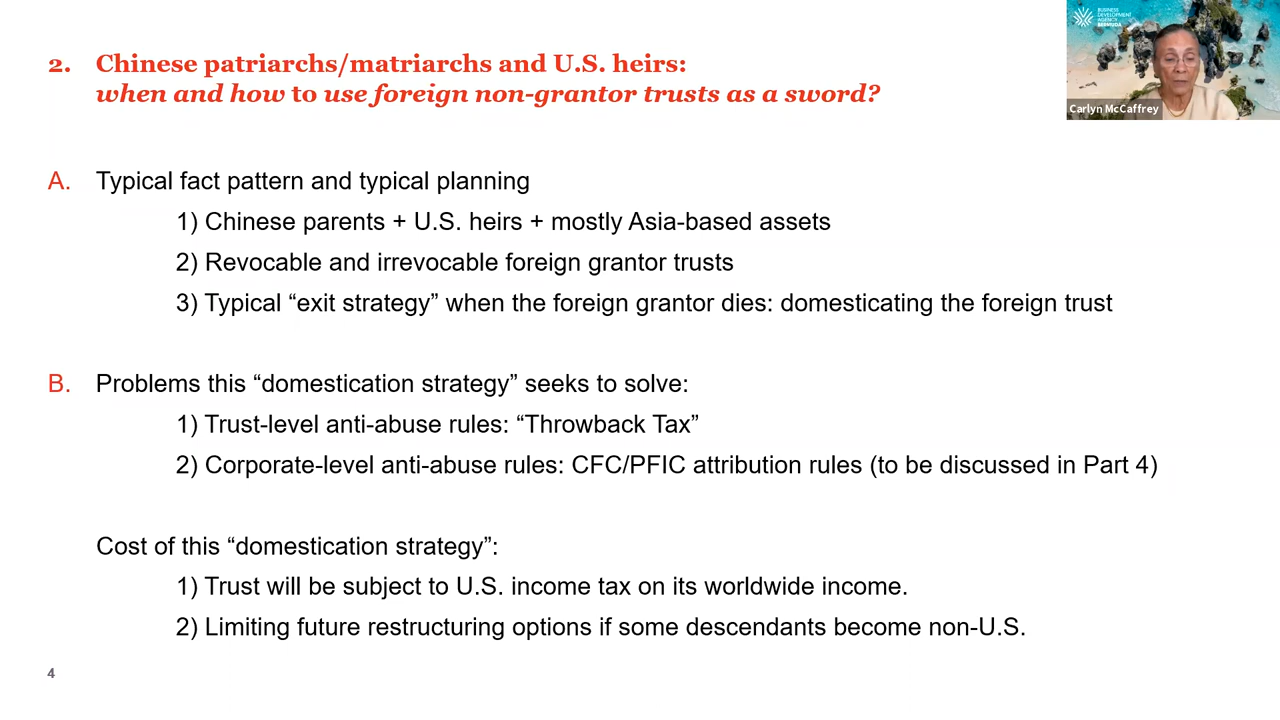 2. Chinese patriarchs/matriarchs and U.S. heirs:
when and how to use foreign non-grantor trusts as a sword?
BUSINESS
DEVELOPMENT
AGENCY
BERMUDA
Carlyn McCaffrey
A. Typical fact pattern and typical planning
1) Chinese parents + U.S. heirs + mostly Asia-based assets
2) Revocable and irrevocable foreign grantor trusts
3) Typical “exit strategy” when the foreign grantor dies: domesticating the foreign trust
B. Problems this “domestication strategy” seeks to solve:
1) Trust-level anti-abuse rules: “Throwback Tax”
2) Corporate-level anti-abuse rules: CFC/PFIC attribution rules (to be discussed in Part 4)
Cost of this “domestication strategy”:
1) Trust will be subject to U.S. income tax on its worldwide income.
2) Limiting future restructuring options if some descendants become non-U.S.
4